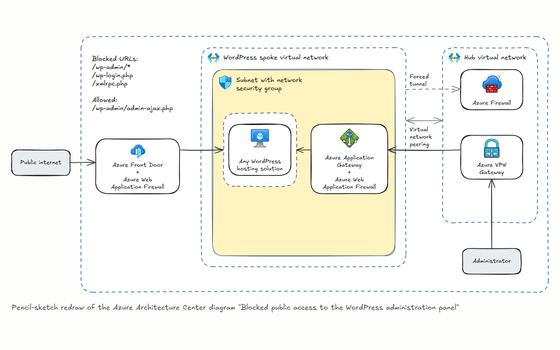 Blocked URLs:
/wp-admin/*
/wp-login.php
/xmlrpc.php
Allowed:
/wp-admin/admin-ajax.php
WordPress spoke virtual network
Hub virtual network
Subnet with network
security group
Forced
tunnel
Azure Firewall
Virtual
network
peering
Public internet
Azure Front Door
+
Azure Web
Application Firewall
Any WordPress
hosting solution
Azure Application
Gateway
+
Azure Web
Application Firewall
Azure VPN
Gateway
Administrator
Pencil-sketch redraw of the Azure Architecture Center diagram "Blocked public access to the WordPress administration panel"